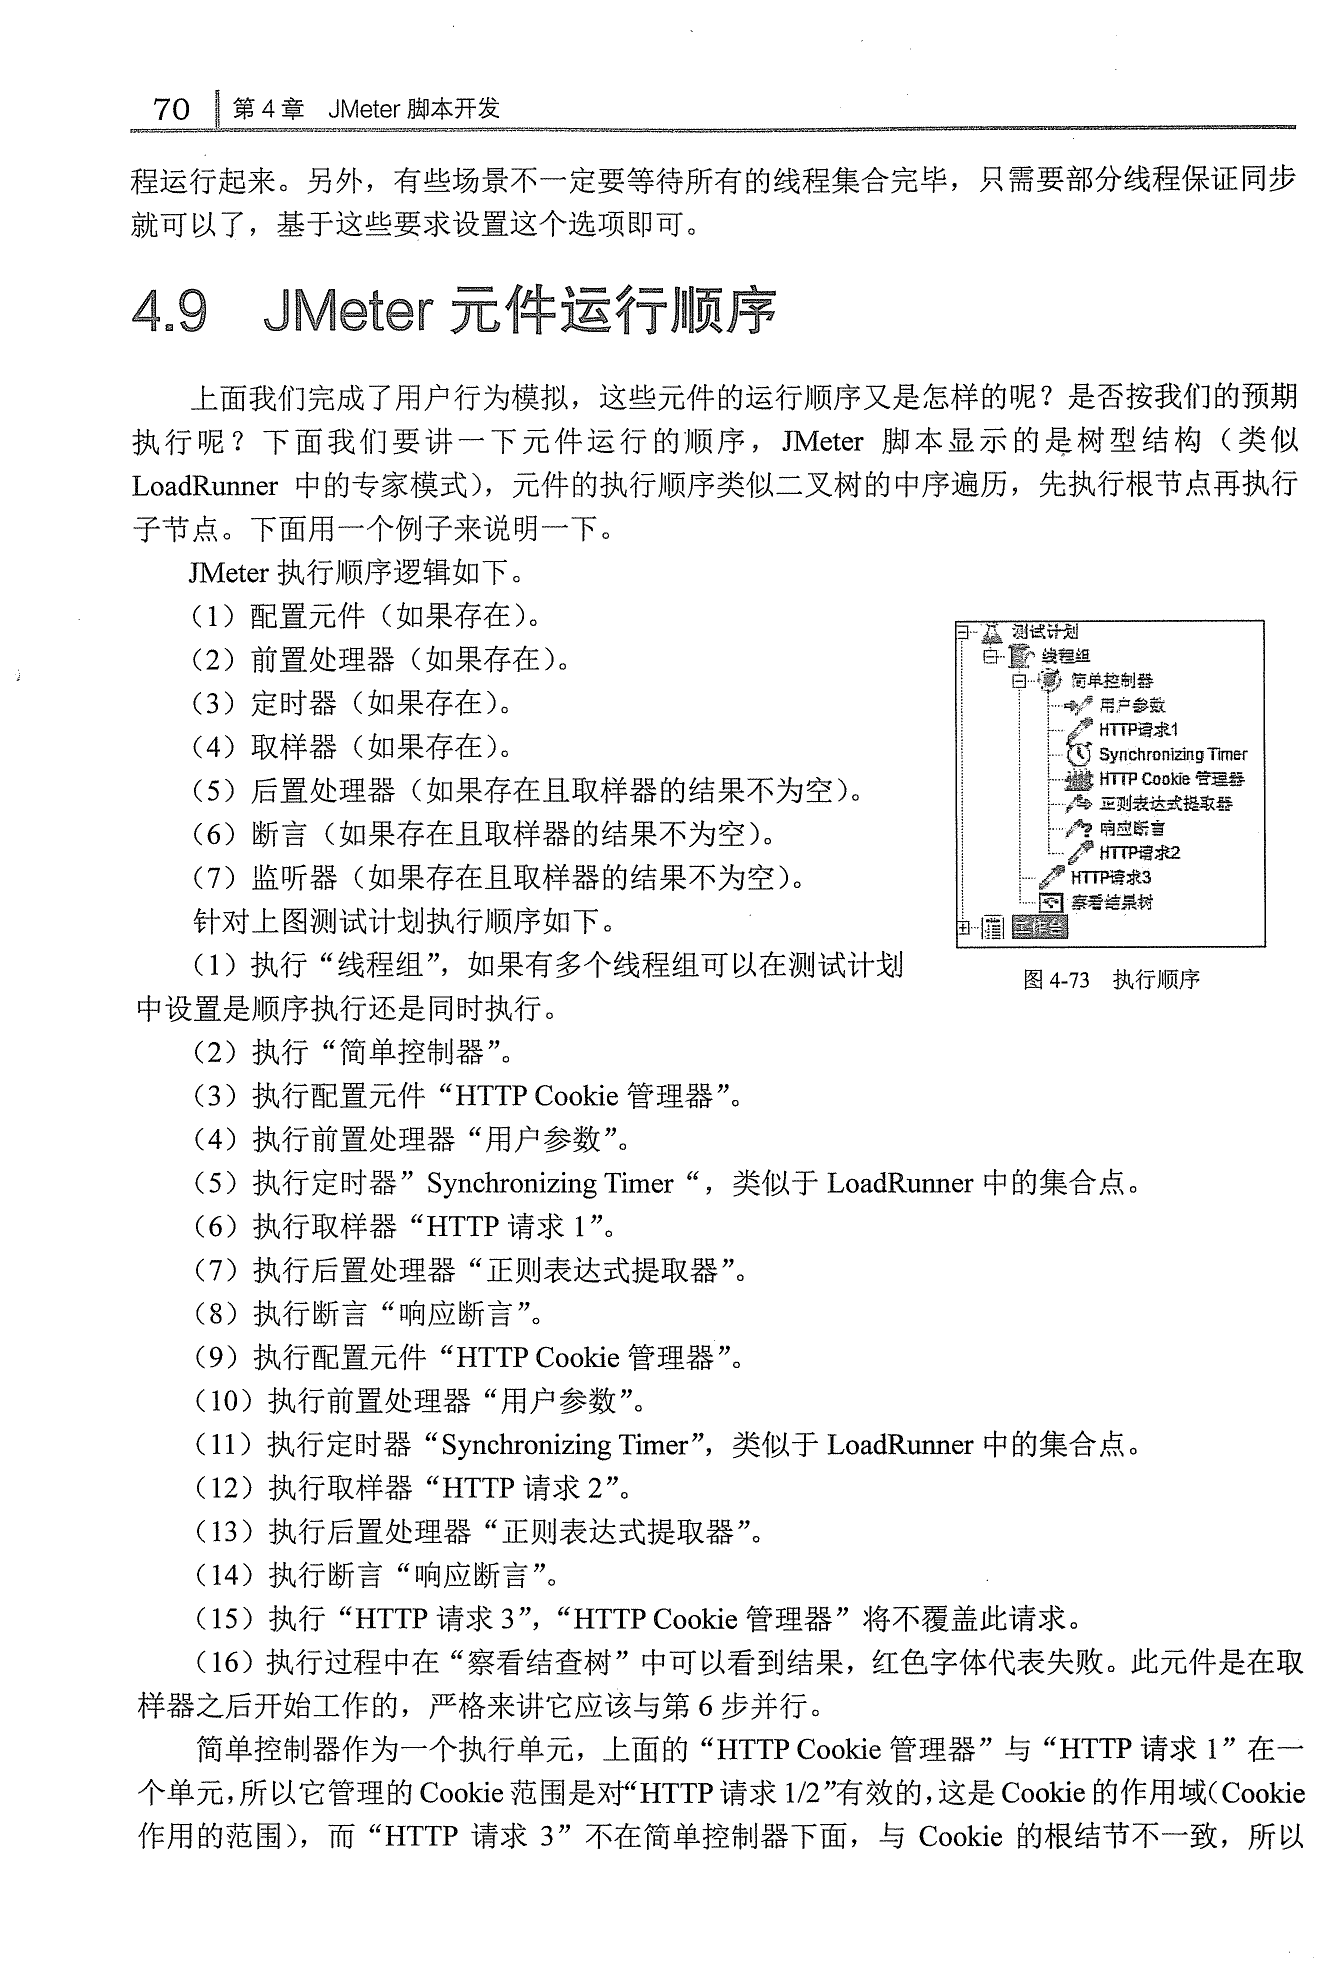 70 第4章 JMeter 脚本开发
程运行起来。另外，有些场景不一定要等待所有的线程集合完毕，只需要部分线程保证同步
就可以了，基于这些要求设置这个选项即可。
4.9 JMeter 元件运行顺序
上面我们完成了用户行为模拟，这些元件的运行顺序又是怎样的呢？是否按我们的预期
执行呢？下面我们要讲一下元件运行的顺序，JMeter 脚本显示的是树型结构（类似
LoadRunner 中的专家模式），元件的执行顺序类似二叉树的中序遍历，先执行根节点再执行
子节点。下面用一个例子来说明一下。
JMeter 执行顺序逻辑如下。
（1）配置元件（如果存在）。
（2）前置处理器（如果存在）。
（3）定时器（如果存在）。
（4）取样器（如果存在）。
（5）后置处理器（如果存在且取样器的结果不为空）。
（6）断言（如果存在且取样器的结果不为空）。
（7）监听器（如果存在且取样器的结果不为空）。
针对上图测试计划执行顺序如下。
（1）执行“线程组”，如果有多个线程组可以在测试计划
中设置是顺序执行还是同时执行。
测试计划
线程组
简单控制器
用户参数
HTTP请求1
Synchronizing Timer
HTTP Cookie 管理器
正则表达式提取器
响应断言
HTTP请求2
HTTP请求3
察看结果树
工作台
图 4-73 执行顺序
（2）执行“简单控制器”。
（3）执行配置元件“HTTP Cookie 管理器”。
（4）执行前置处理器“用户参数”。
（5）执行定时器” Synchronizing Timer “，类似于 LoadRunner 中的集合点。
（6）执行取样器“HTTP 请求 1”。
（7）执行后置处理器“正则表达式提取器”。
（8）执行断言“响应断言”。
（9）执行配置元件“HTTP Cookie 管理器”。
（10）执行前置处理器“用户参数”。
（11）执行定时器“Synchronizing Timer”，类似于 LoadRunner 中的集合点。
（12）执行取样器“HTTP 请求 2”。
（13）执行后置处理器“正则表达式提取器”。
（14）执行断言“响应断言”。
（15）执行“HTTP 请求 3”，“HTTP Cookie 管理器”将不覆盖此请求。
（16）执行过程中在“察看结查树”中可以看到结果，红色字体代表失败。此元件是在取
样器之后开始工作的，严格来讲它应该与第 6 步并行。
简单控制器作为一个执行单元，上面的“HTTP Cookie 管理器”与“HTTP 请求 1”在一
个单元，所以它管理的 Cookie 范围是对“HTTP 请求 1/2”有效的，这是 Cookie 的作用域（Cookie
作用的范围），而“HTTP 请求 3”不在简单控制器下面，与 Cookie 的根结节不一致，所以